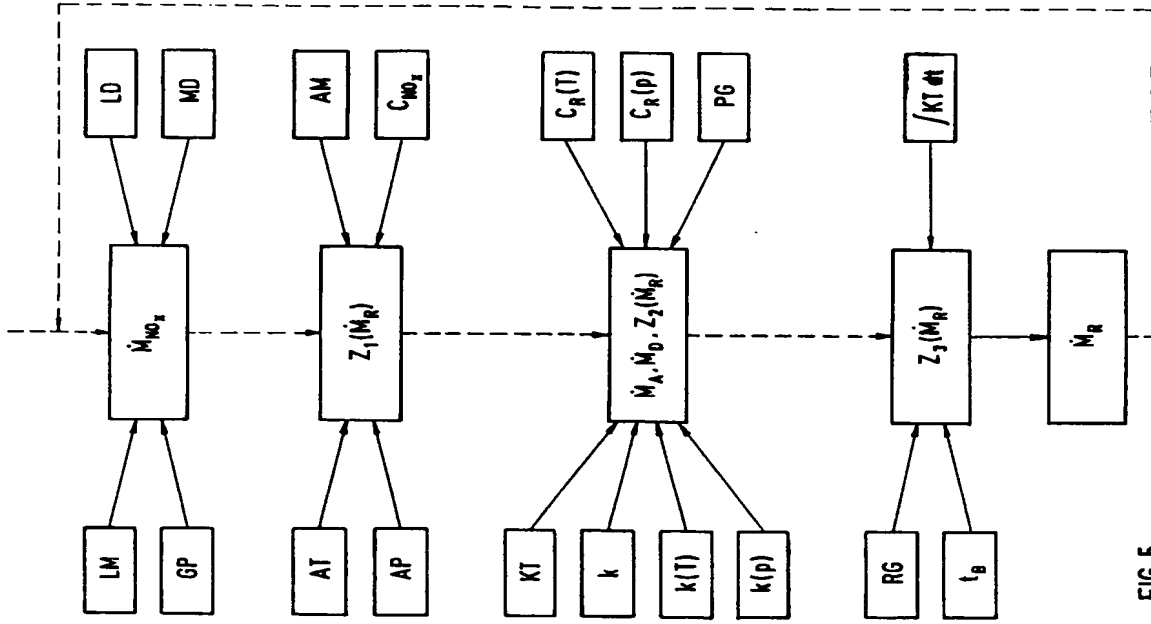 LM
GP
Ṁ_NOx
LD
MD
AT
AP
Z₁(Ṁ_R)
AM
C_NOx
KT
k
k(T)
k(p)
Ṁ_A, Ṁ_D, Z₂(Ṁ_R)
C_R(T)
C_R(p)
PG
RG
t_B
Z₃(Ṁ_R)
∫KT dt
Ṁ_R
FIG 5